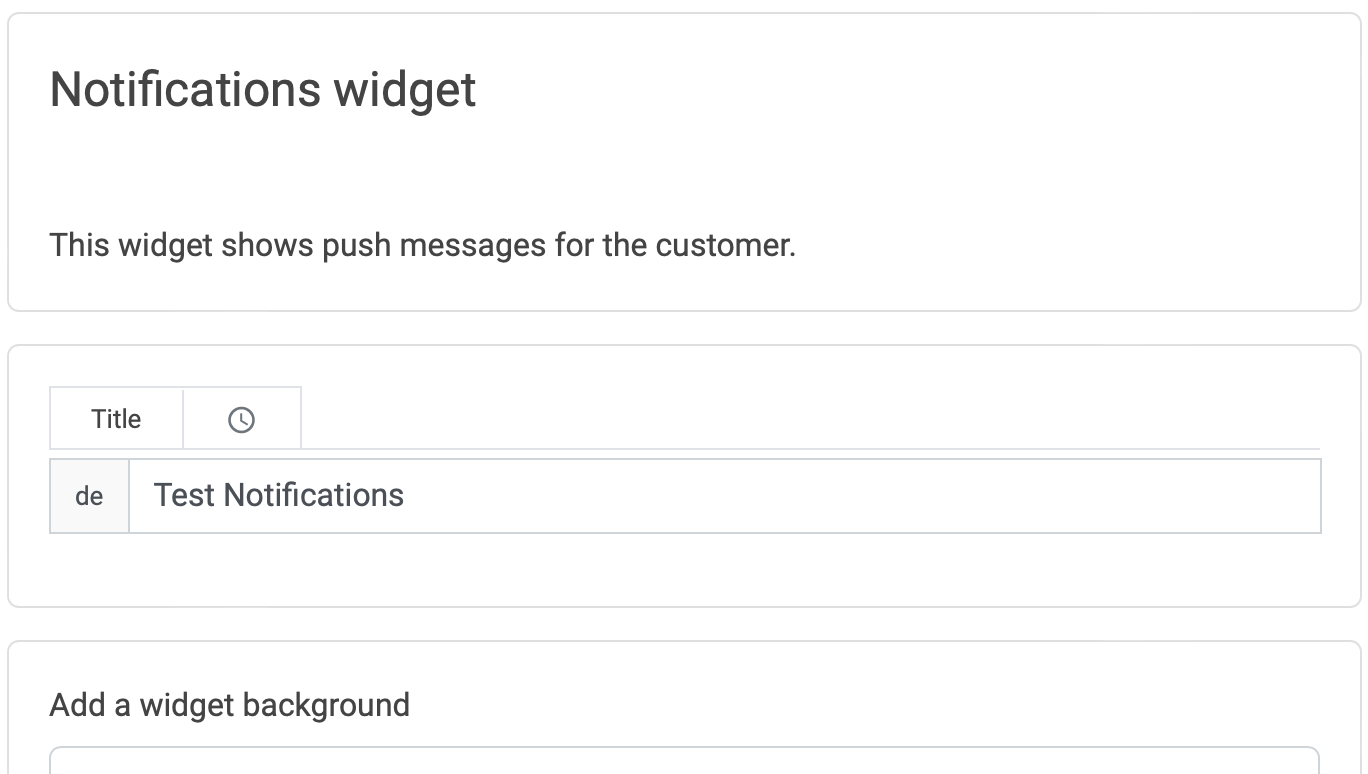 Notifications widget
This widget shows push messages for the customer.
Title
de Test Notifications
Add a widget background